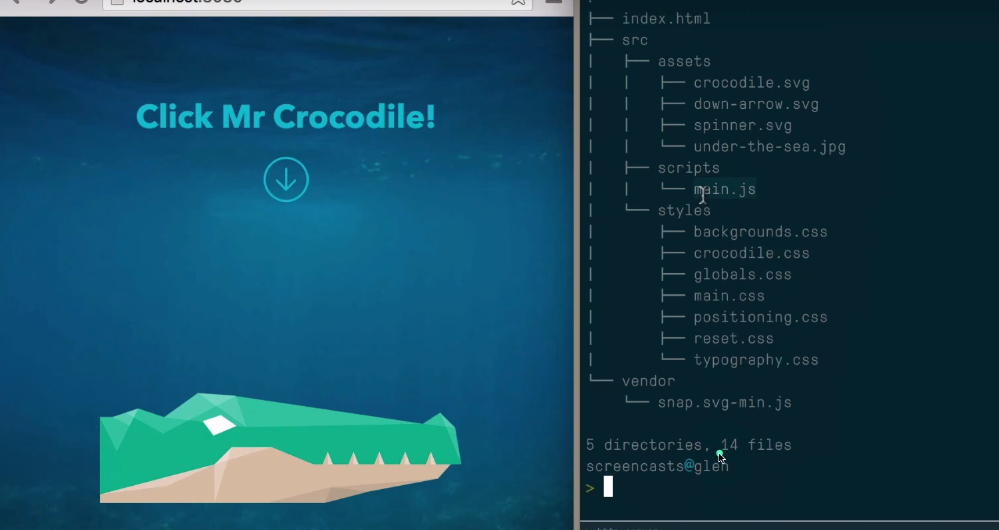 Click Mr Crocodile!
├── index.html
├── src
│   ├── assets
│   │   ├── crocodile.svg
│   │   ├── down-arrow.svg
│   │   ├── spinner.svg
│   │   └── under-the-sea.jpg
│   ├── scripts
│   │   └── main.js
│   └── styles
│       ├── backgrounds.css
│       ├── crocodile.css
│       ├── globals.css
│       ├── main.css
│       ├── positioning.css
│       ├── reset.css
│       └── typography.css
└── vendor
    └── snap.svg-min.js
5 directories, 14 files
screencasts@glen
>